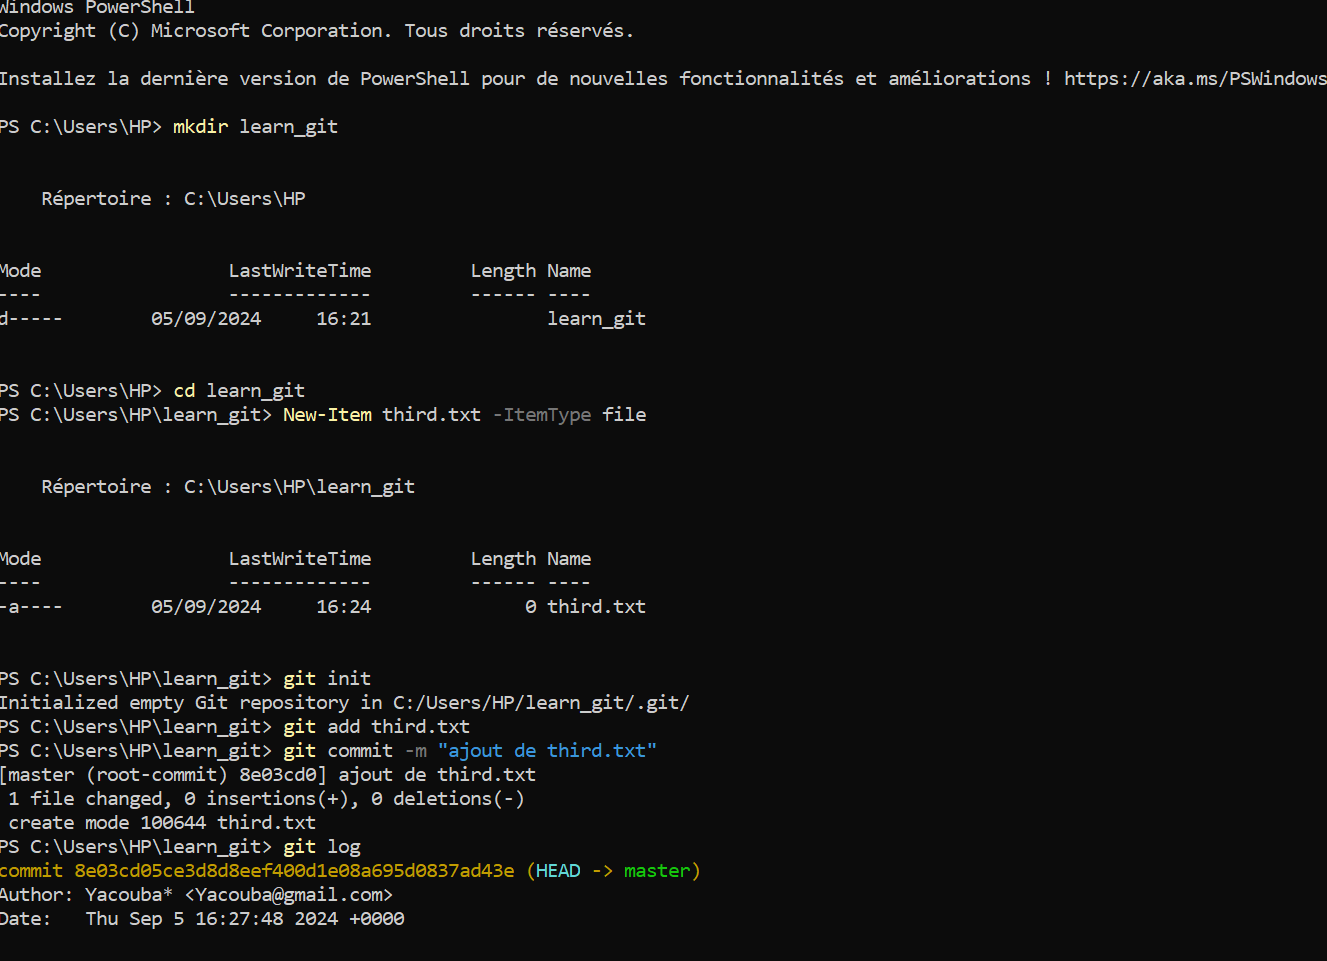 Windows PowerShell
Copyright (C) Microsoft Corporation. Tous droits réservés.
Installez la dernière version de PowerShell pour de nouvelles fonctionnalités et améliorations ! https://aka.ms/PSWindows
PS C:\Users\HP> mkdir learn_git
Répertoire : C:\Users\HP
Mode LastWriteTime Length Name
---- ------------- ------ ----
d----- 05/09/2024 16:21 learn_git
PS C:\Users\HP> cd learn_git
PS C:\Users\HP\learn_git> New-Item third.txt -ItemType file
Répertoire : C:\Users\HP\learn_git
Mode LastWriteTime Length Name
---- ------------- ------ ----
-a---- 05/09/2024 16:24 0 third.txt
PS C:\Users\HP\learn_git> git init
Initialized empty Git repository in C:/Users/HP/learn_git/.git/
PS C:\Users\HP\learn_git> git add third.txt
PS C:\Users\HP\learn_git> git commit -m "ajout de third.txt"
[master (root-commit) 8e03cd0] ajout de third.txt
1 file changed, 0 insertions(+), 0 deletions(-)
create mode 100644 third.txt
PS C:\Users\HP\learn_git> git log
commit 8e03cd05ce3d8d8eef400d1e08a695d0837ad43e (HEAD -> master)
Author: Yacouba* <Yacouba@gmail.com>
Date: Thu Sep 5 16:27:48 2024 +0000